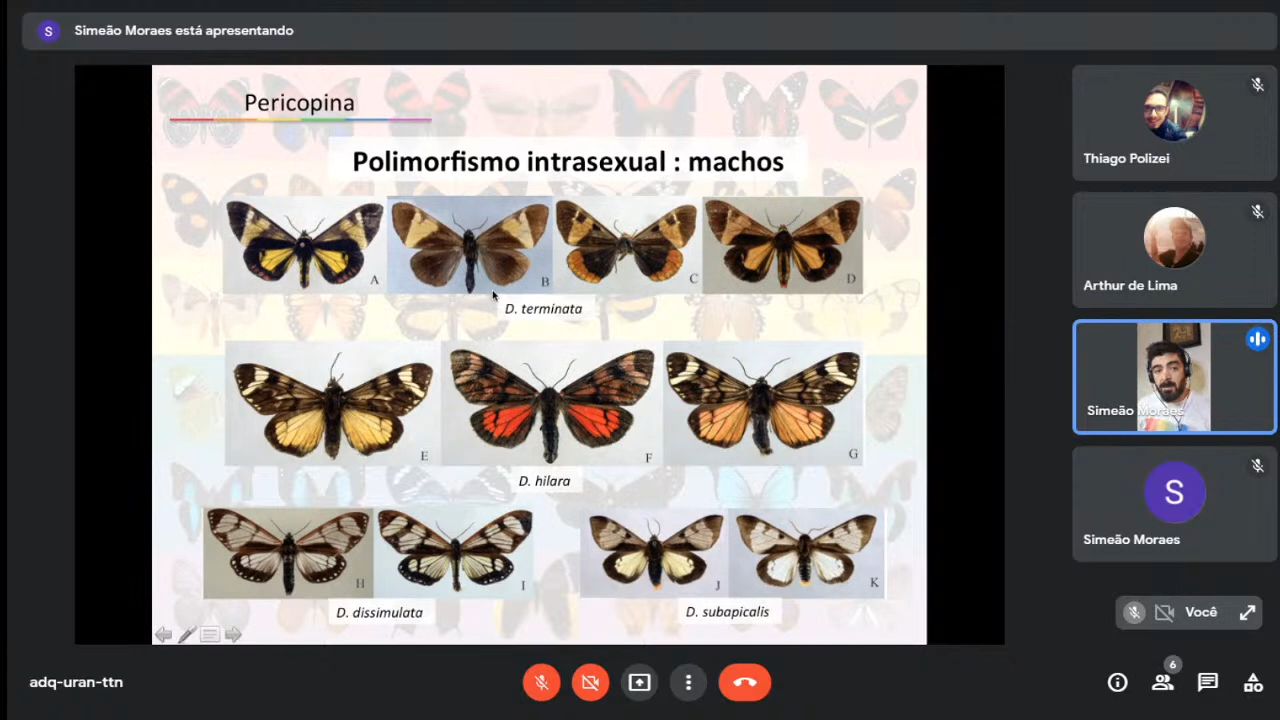 S Simeão Moraes está apresentando
Pericopina
Polimorfismo intrasexual : machos
A B C D
D. terminata
E F G
D. hilara
H I J K
D. dissimulata D. subapicalis
Thiago Polizei
Arthur de Lima
Simeão Moraes
S
Simeão Moraes
Você
adq-uran-ttn
6